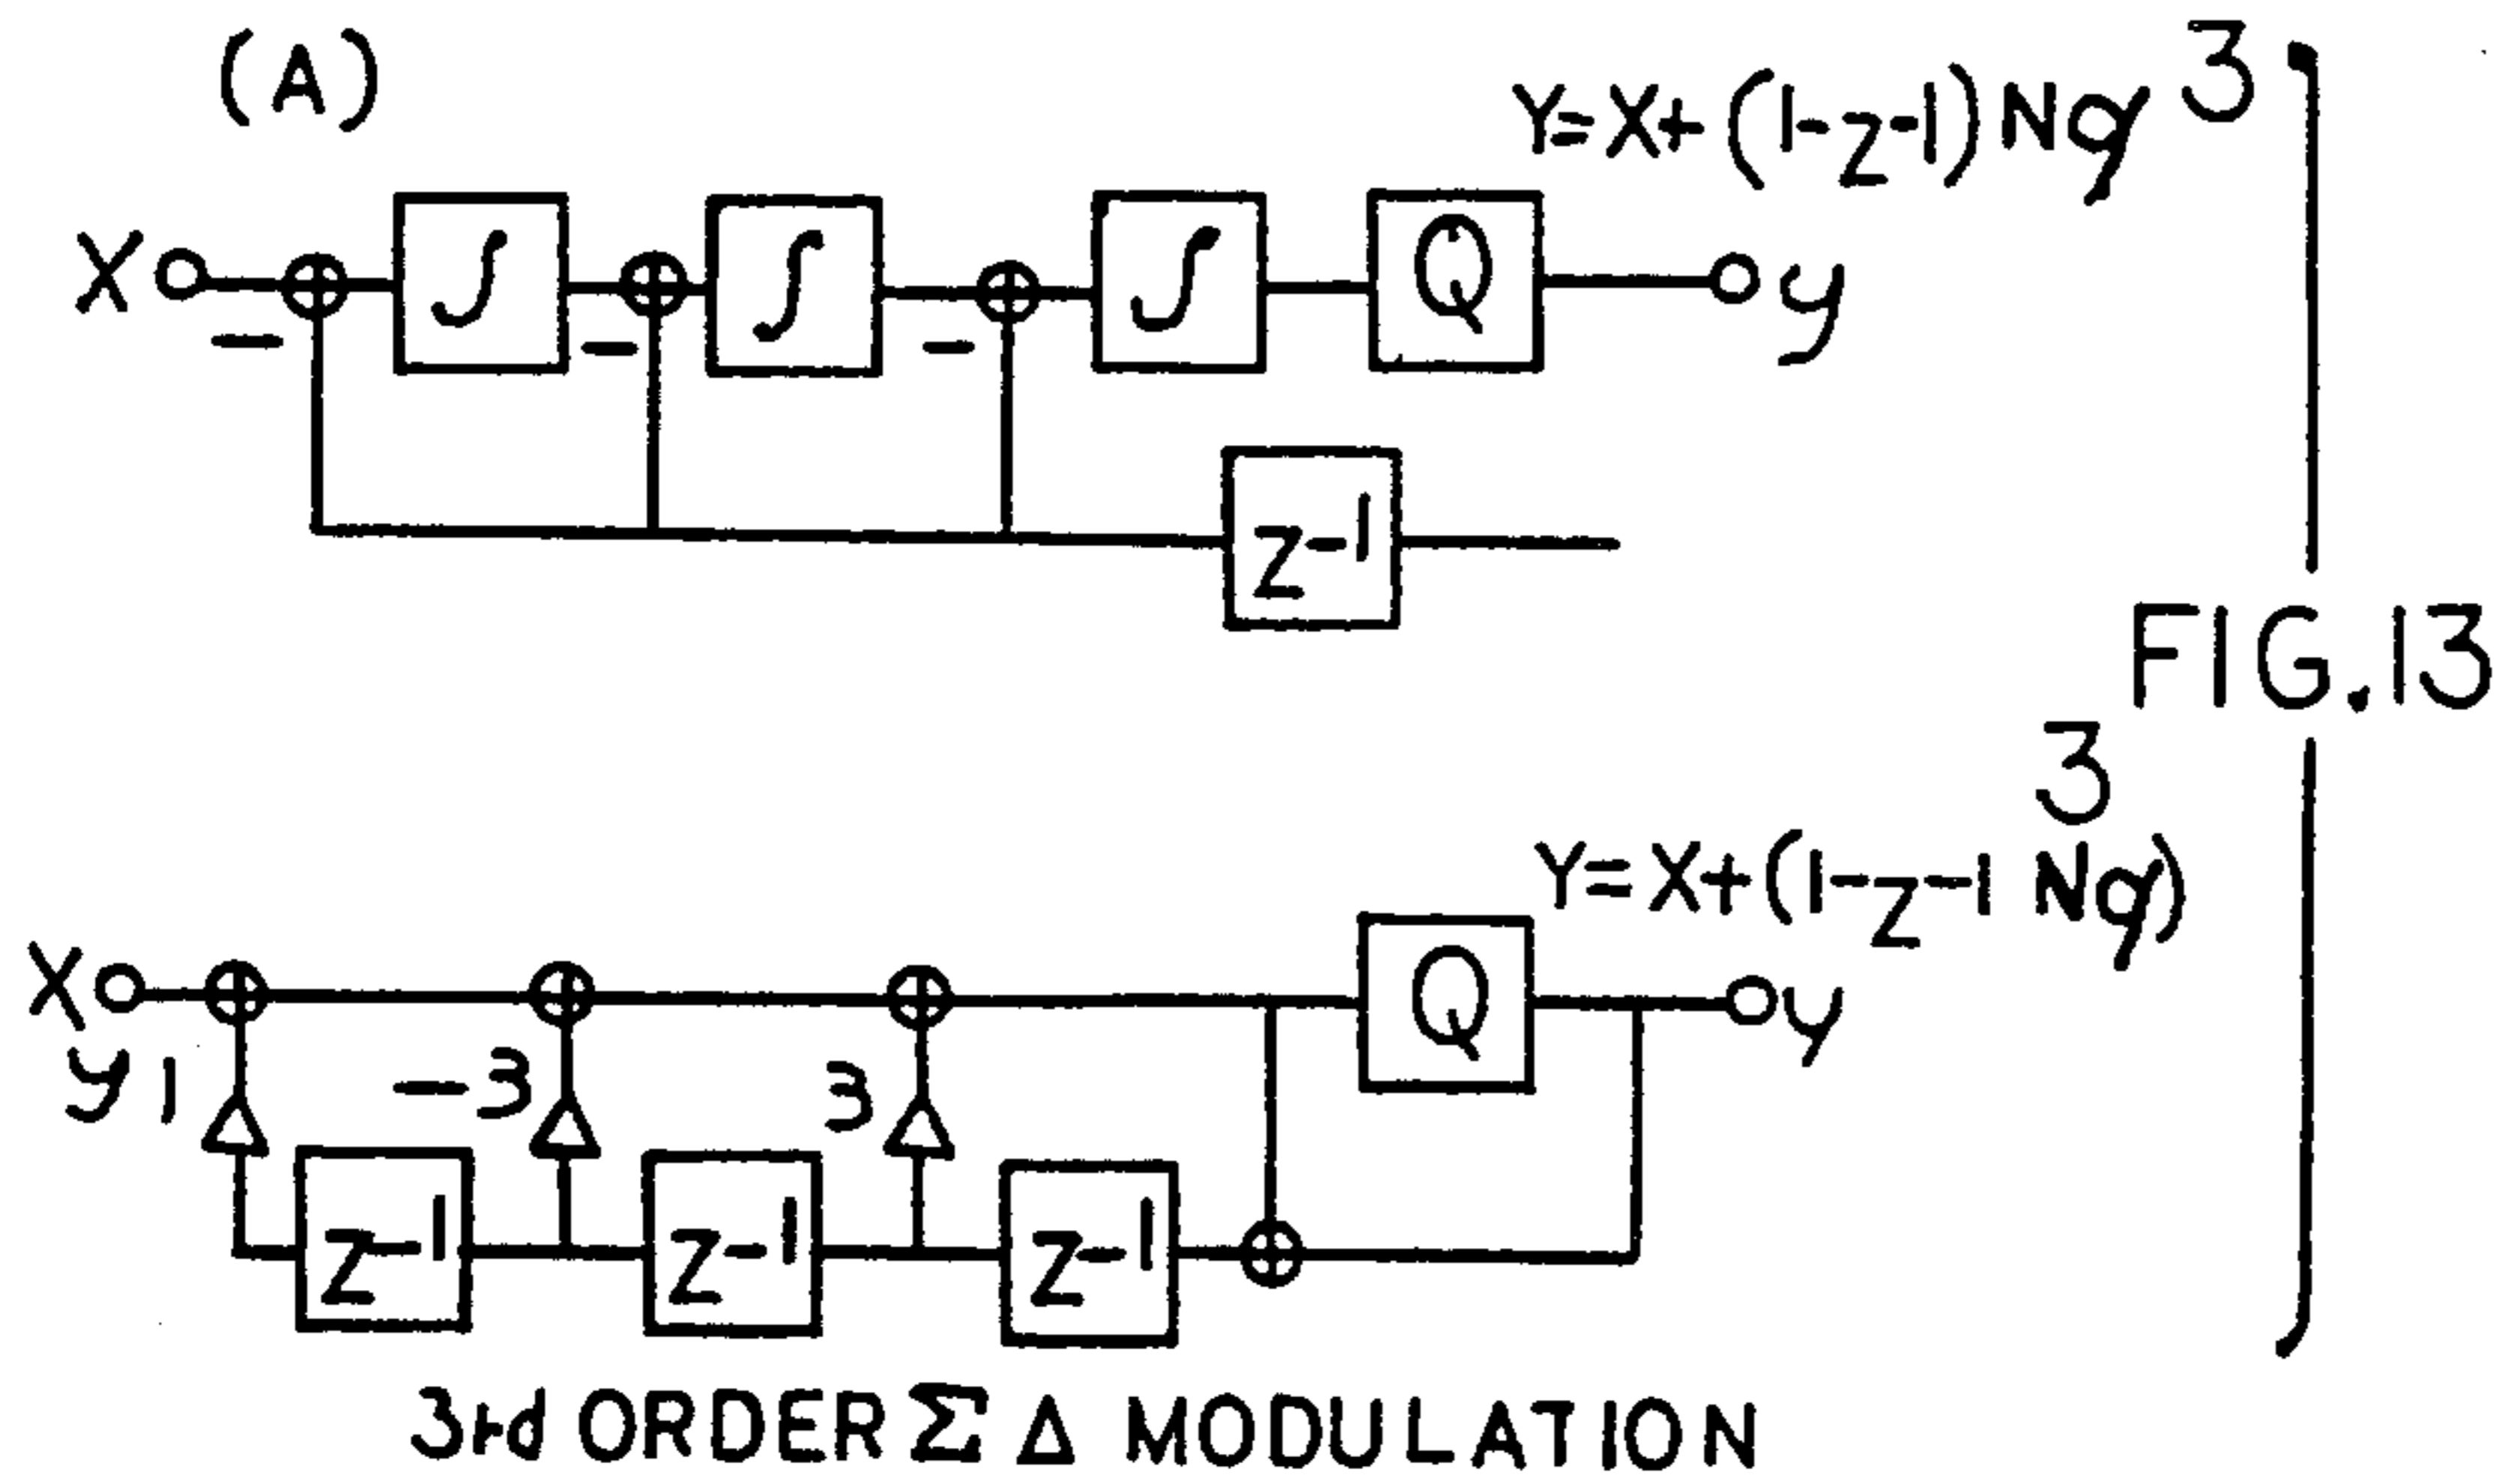 (A)
Y=X+(1-z-1)Nq 3
X ∫ ∫ ∫ Q y
- - -
z-1
FIG.13
Y=X+(1-z-1 Nq) 3
X Q y
y 1 -3 3
z-1 z-1 z-1
3rd ORDER Σ Δ MODULATION